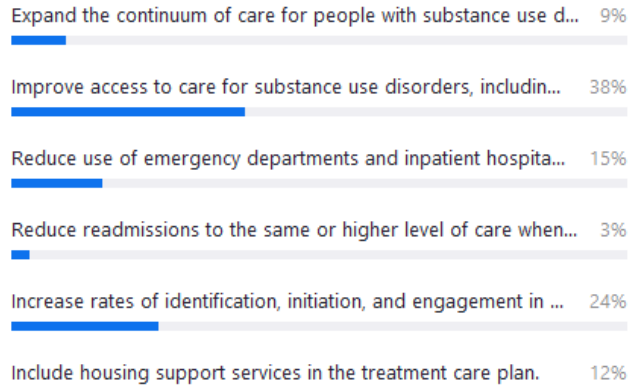 Expand the continuum of care for people with substance use d... 9%
Improve access to care for substance use disorders, includin... 38%
Reduce use of emergency departments and inpatient hospita... 15%
Reduce readmissions to the same or higher level of care when... 3%
Increase rates of identification, initiation, and engagement in ... 24%
Include housing support services in the treatment care plan. 12%